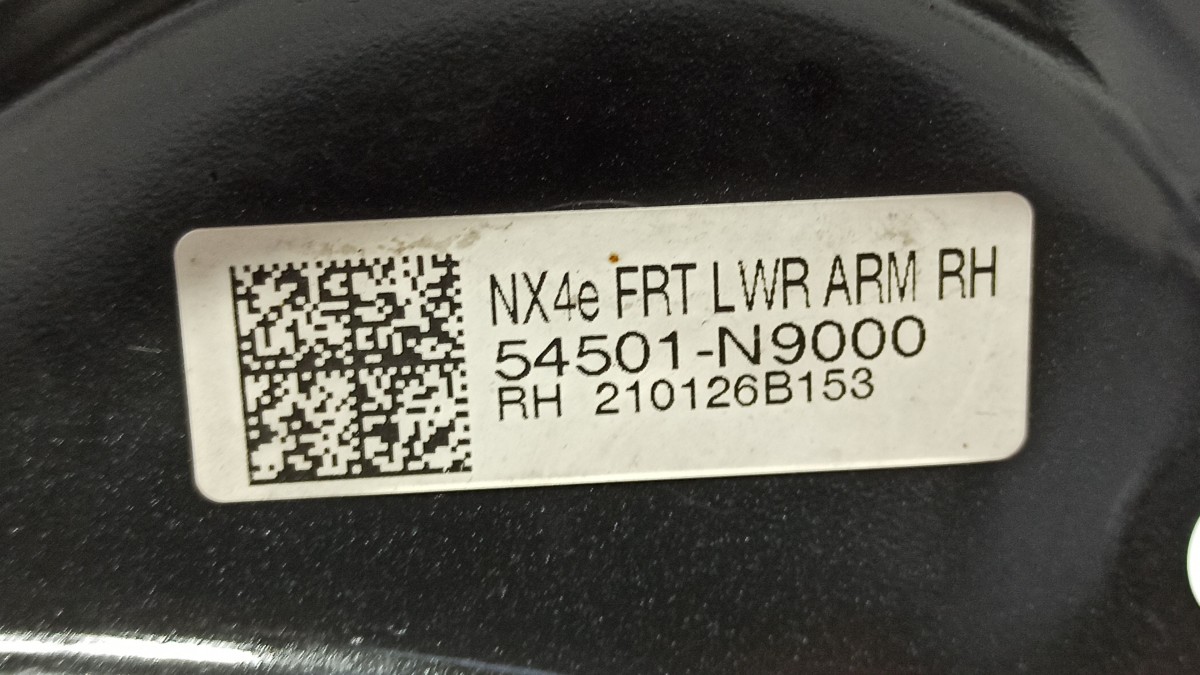 NX4e FRT LWR ARM RH
54501-N9000
RH 210126B153